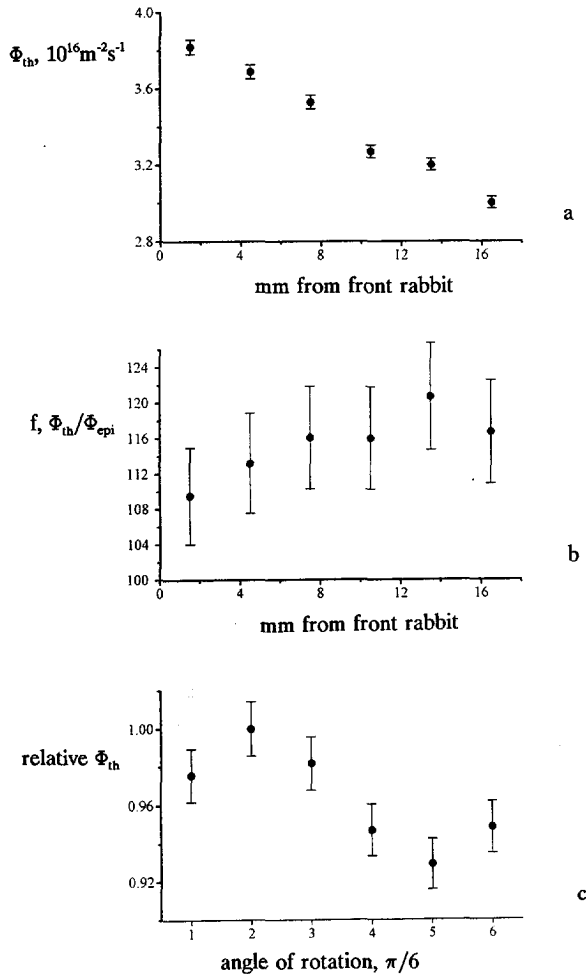 4.0
Φth, 10¹⁶m⁻²s⁻¹
3.6
3.2
2.8
0 4 8 12 16
mm from front rabbit
a
124
120
f, Φth/Φepi
116
112
108
104
100
0 4 8 12 16
mm from front rabbit
b
1.00
relative Φth
0.96
0.92
1 2 3 4 5 6
angle of rotation, π/6
c